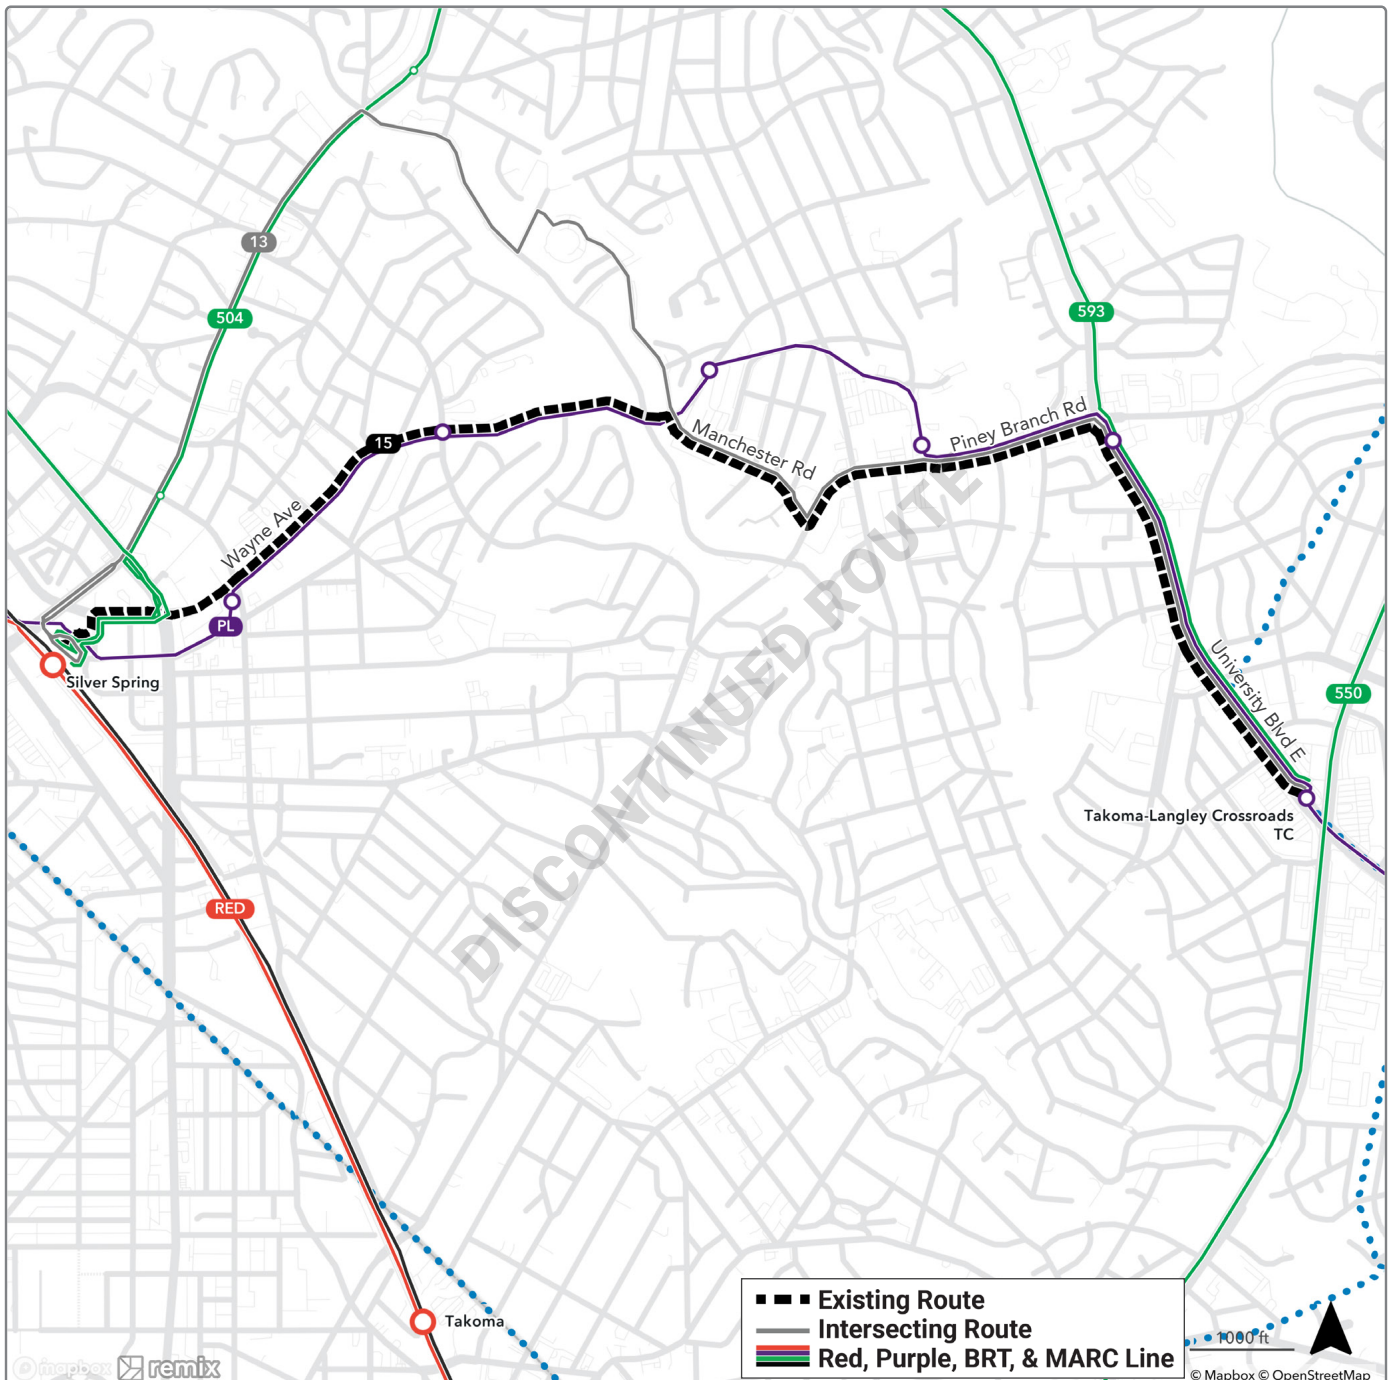 13
504
593
15
Manchester Rd
Piney Branch Rd
Wayne Ave
PL
Silver Spring
University Blvd E
550
Takoma-Langley Crossroads
TC
DISCONTINUED ROUTE
RED
Takoma
Existing Route
Intersecting Route
Red, Purple, BRT, & MARC Line
1000 ft
mapbox
remix
© Mapbox © OpenStreetMap